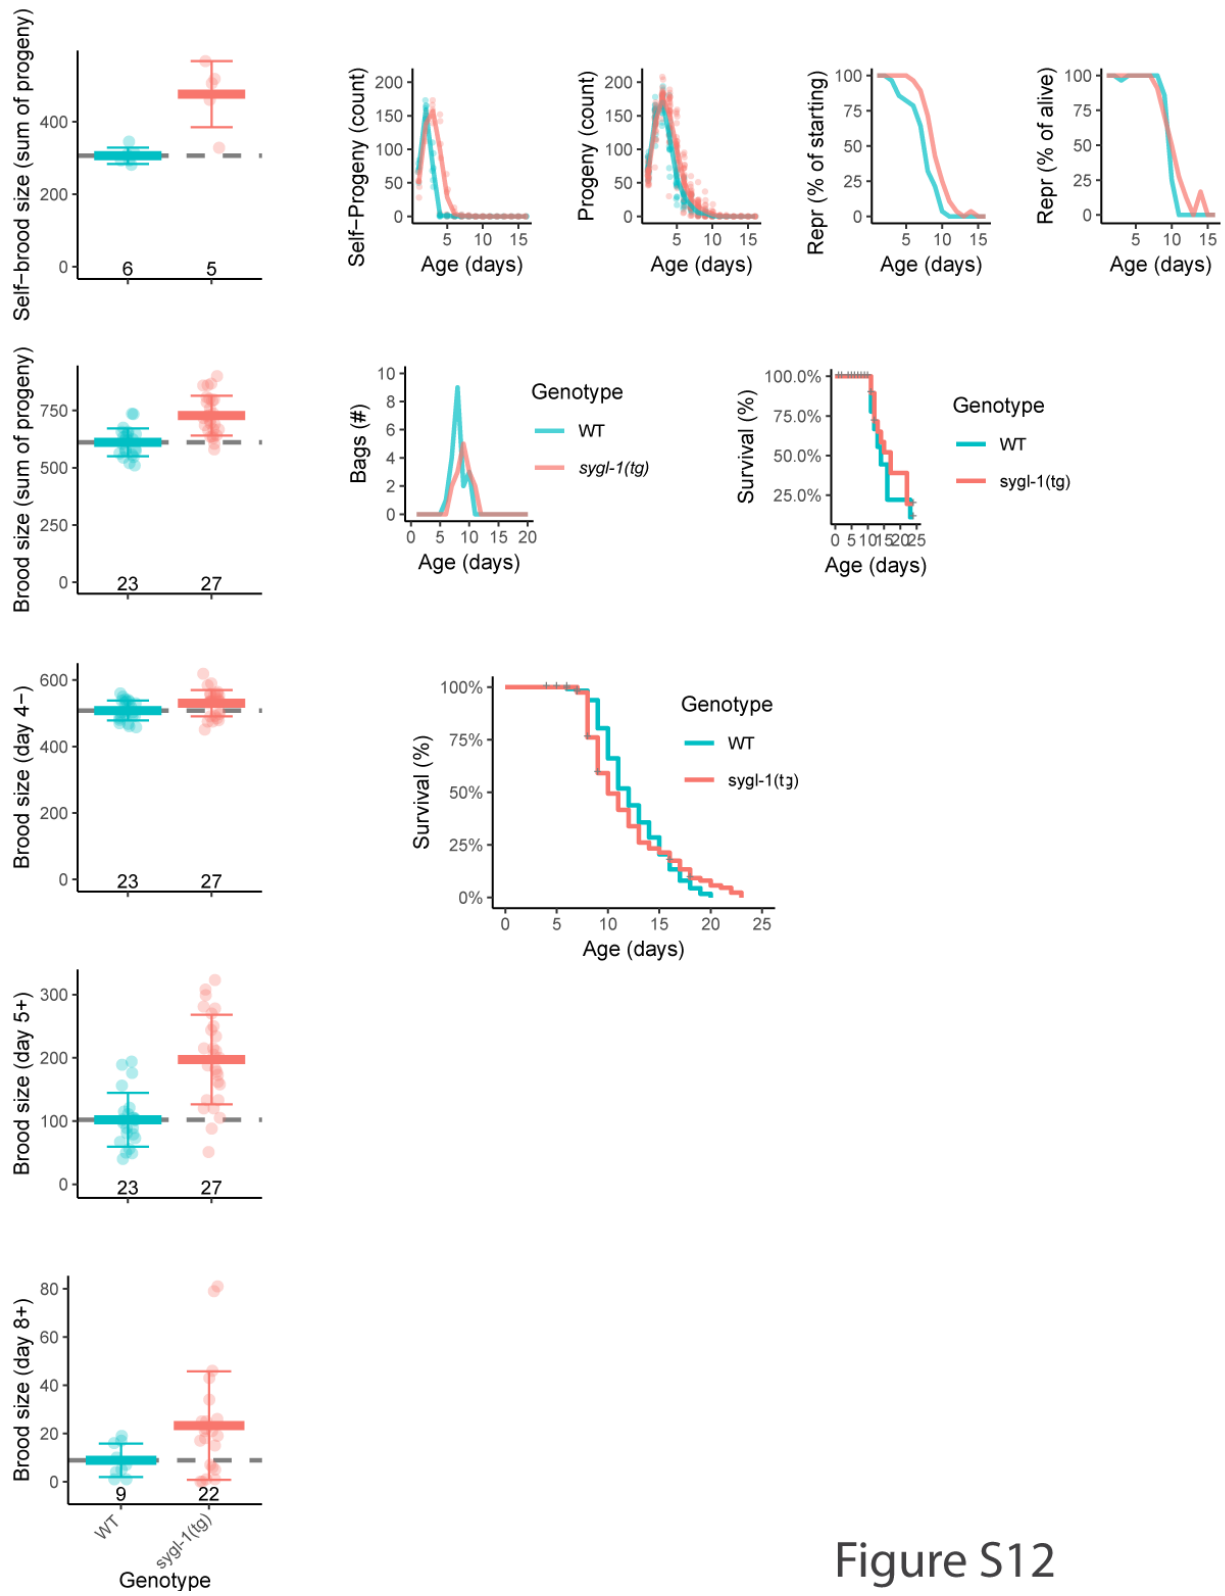 Self−brood size (sum of progeny)
400
200
0
6
5
Self−Progeny (count)
200
150
100
50
0
5
10
15
Age (days)
Progeny (count)
200
150
100
50
0
5
10
15
Age (days)
Repr (% of starting)
100
75
50
25
0
5
10
15
Age (days)
Repr (% of alive)
100
75
50
25
0
5
10
15
Age (days)
Brood size (sum of progeny)
750
500
250
0
23
27
Bags (#)
10
8
6
4
2
0
0
5
10
15
20
Age (days)
Genotype
WT
sygl-1(tg)
Survival (%)
100.0%
75.0%
50.0%
25.0%
0
5
10
15
20
25
Age (days)
Genotype
WT
sygl-1(tg)
Brood size (day 4−)
600
400
200
0
23
27
Survival (%)
100%
75%
50%
25%
0%
0
5
10
15
20
25
Age (days)
Genotype
WT
sygl-1(tg)
Brood size (day 5+)
300
200
100
0
23
27
Brood size (day 8+)
80
60
40
20
0
9
22
WT
sygl-1(tg)
Genotype
Figure S12